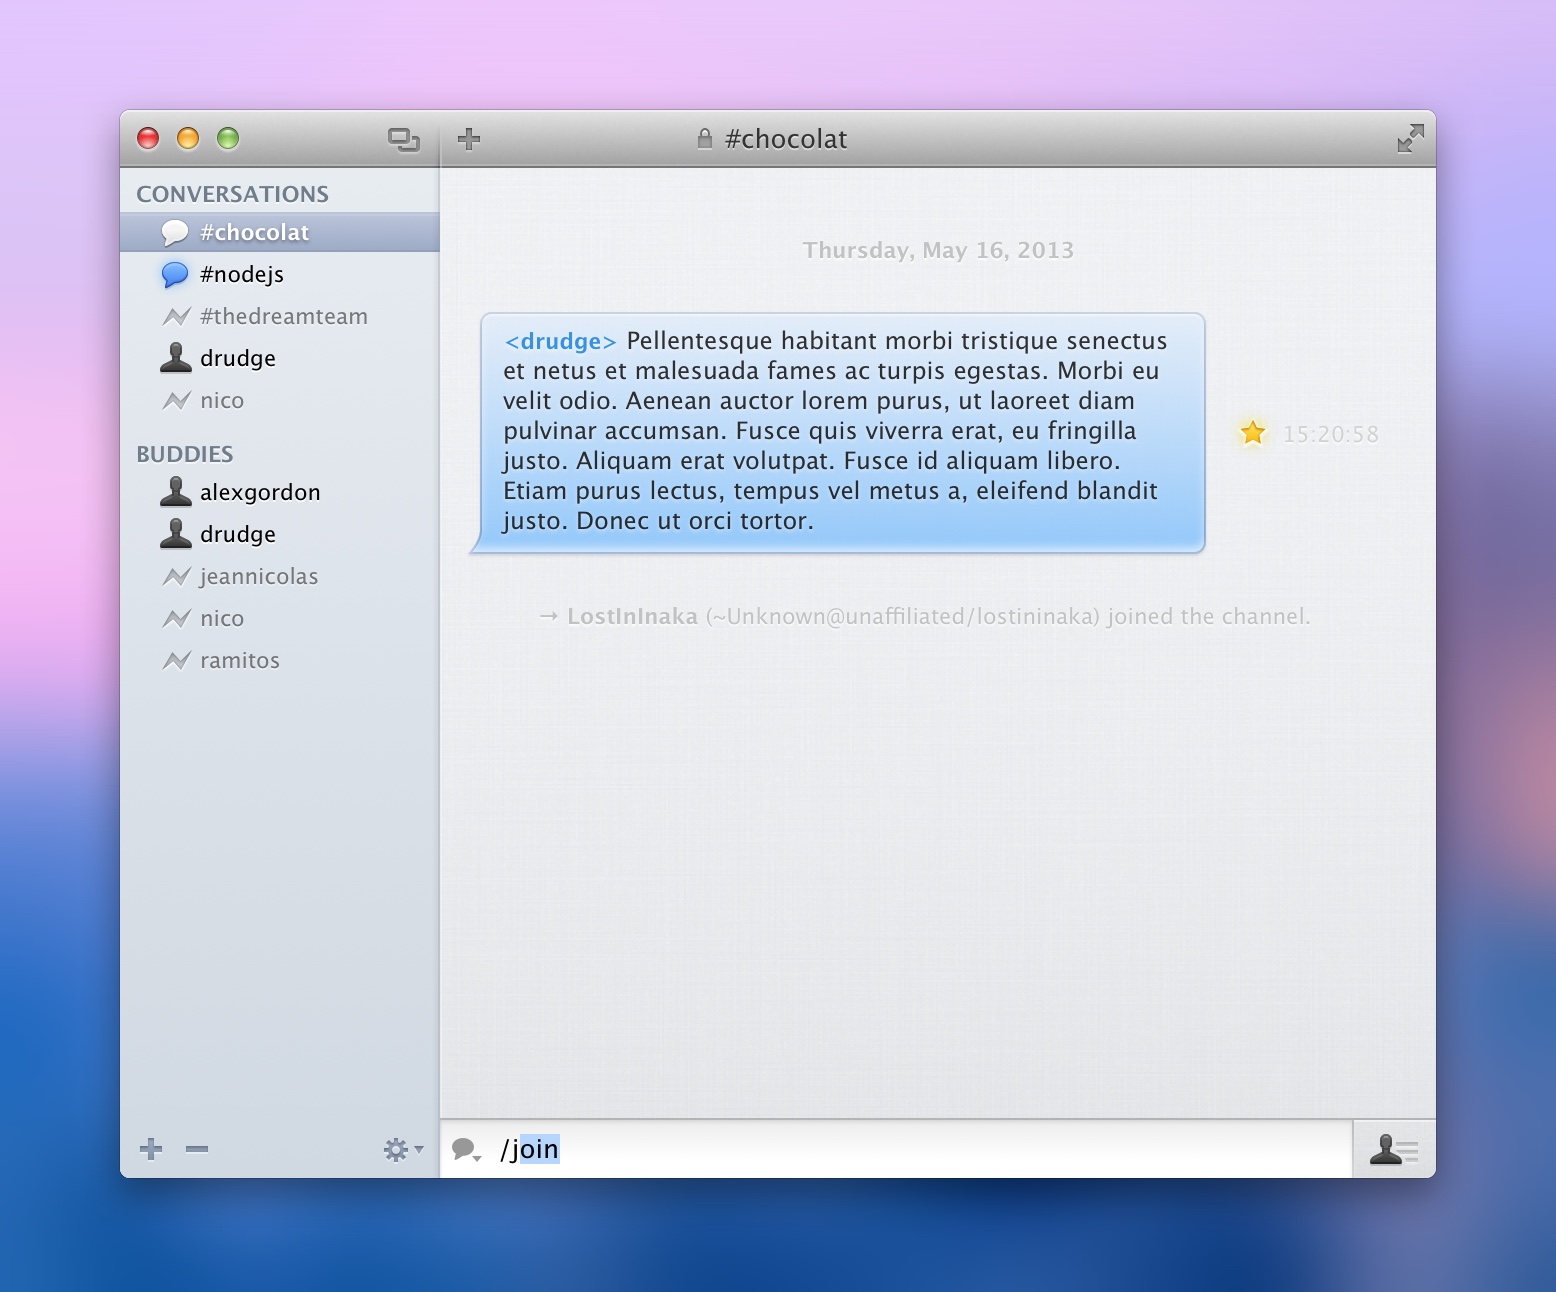 #chocolat
CONVERSATIONS
#chocolat
#nodejs
#thedreamteam
drudge
nico
BUDDIES
alexgordon
drudge
jeannicolas
nico
ramitos
Thursday, May 16, 2013
<drudge> Pellentesque habitant morbi tristique senectus
et netus et malesuada fames ac turpis egestas. Morbi eu
velit odio. Aenean auctor lorem purus, ut laoreet diam
pulvinar accumsan. Fusce quis viverra erat, eu fringilla
justo. Aliquam erat volutpat. Fusce id aliquam libero.
Etiam purus lectus, tempus vel metus a, eleifend blandit
justo. Donec ut orci tortor.
15:20:58
→ LostInInaka (~Unknown@unaffiliated/lostininaka) joined the channel.
/join